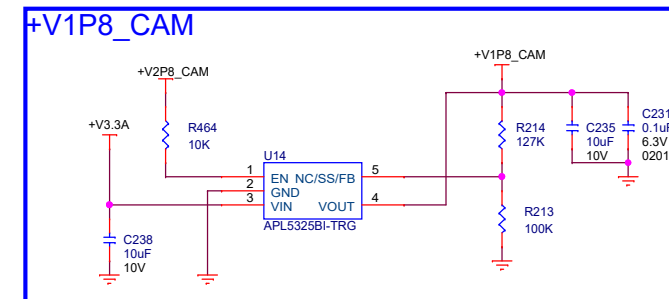 +V1P8_CAM
+V2P8_CAM
+V1P8_CAM
+V3.3A
R464
10K
U14
1
EN NC/SS/FB
5
2
GND
3
VIN
VOUT
4
APL5325BI-TRG
R214
127K
C235
10uF
10V
C231
0.1uF
6.3V
0201
R213
100K
C238
10uF
10V